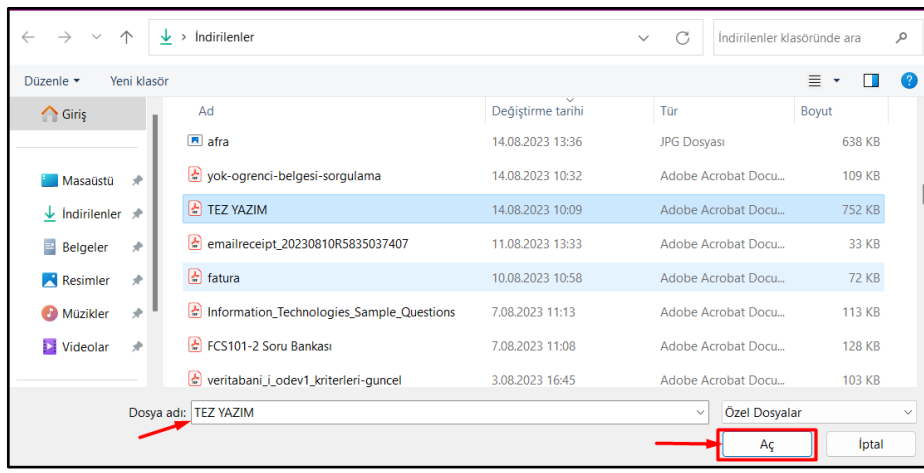 İndirilenler
İndirilenler klasöründe ara
Düzenle Yeni klasör
Giriş
Masaüstü
İndirilenler
Belgeler
Resimler
Müzikler
Videolar
Ad Değiştirme tarihi Tür Boyut
afra 14.08.2023 13:36 JPG Dosyası 638 KB
yok-ogrenci-belgesi-sorgulama 14.08.2023 10:32 Adobe Acrobat Docu... 109 KB
TEZ YAZIM 14.08.2023 10:09 Adobe Acrobat Docu... 752 KB
emailreceipt_20230810R5835037407 11.08.2023 13:33 Adobe Acrobat Docu... 33 KB
fatura 10.08.2023 10:58 Adobe Acrobat Docu... 72 KB
Information_Technologies_Sample_Questions 7.08.2023 11:13 Adobe Acrobat Docu... 113 KB
FCS101-2 Soru Bankası 7.08.2023 11:08 Adobe Acrobat Docu... 128 KB
veritabani_i_odev1_kriterleri-guncel 3.08.2023 16:45 Adobe Acrobat Docu... 103 KB
Dosya adı: TEZ YAZIM Özel Dosyalar
Aç İptal